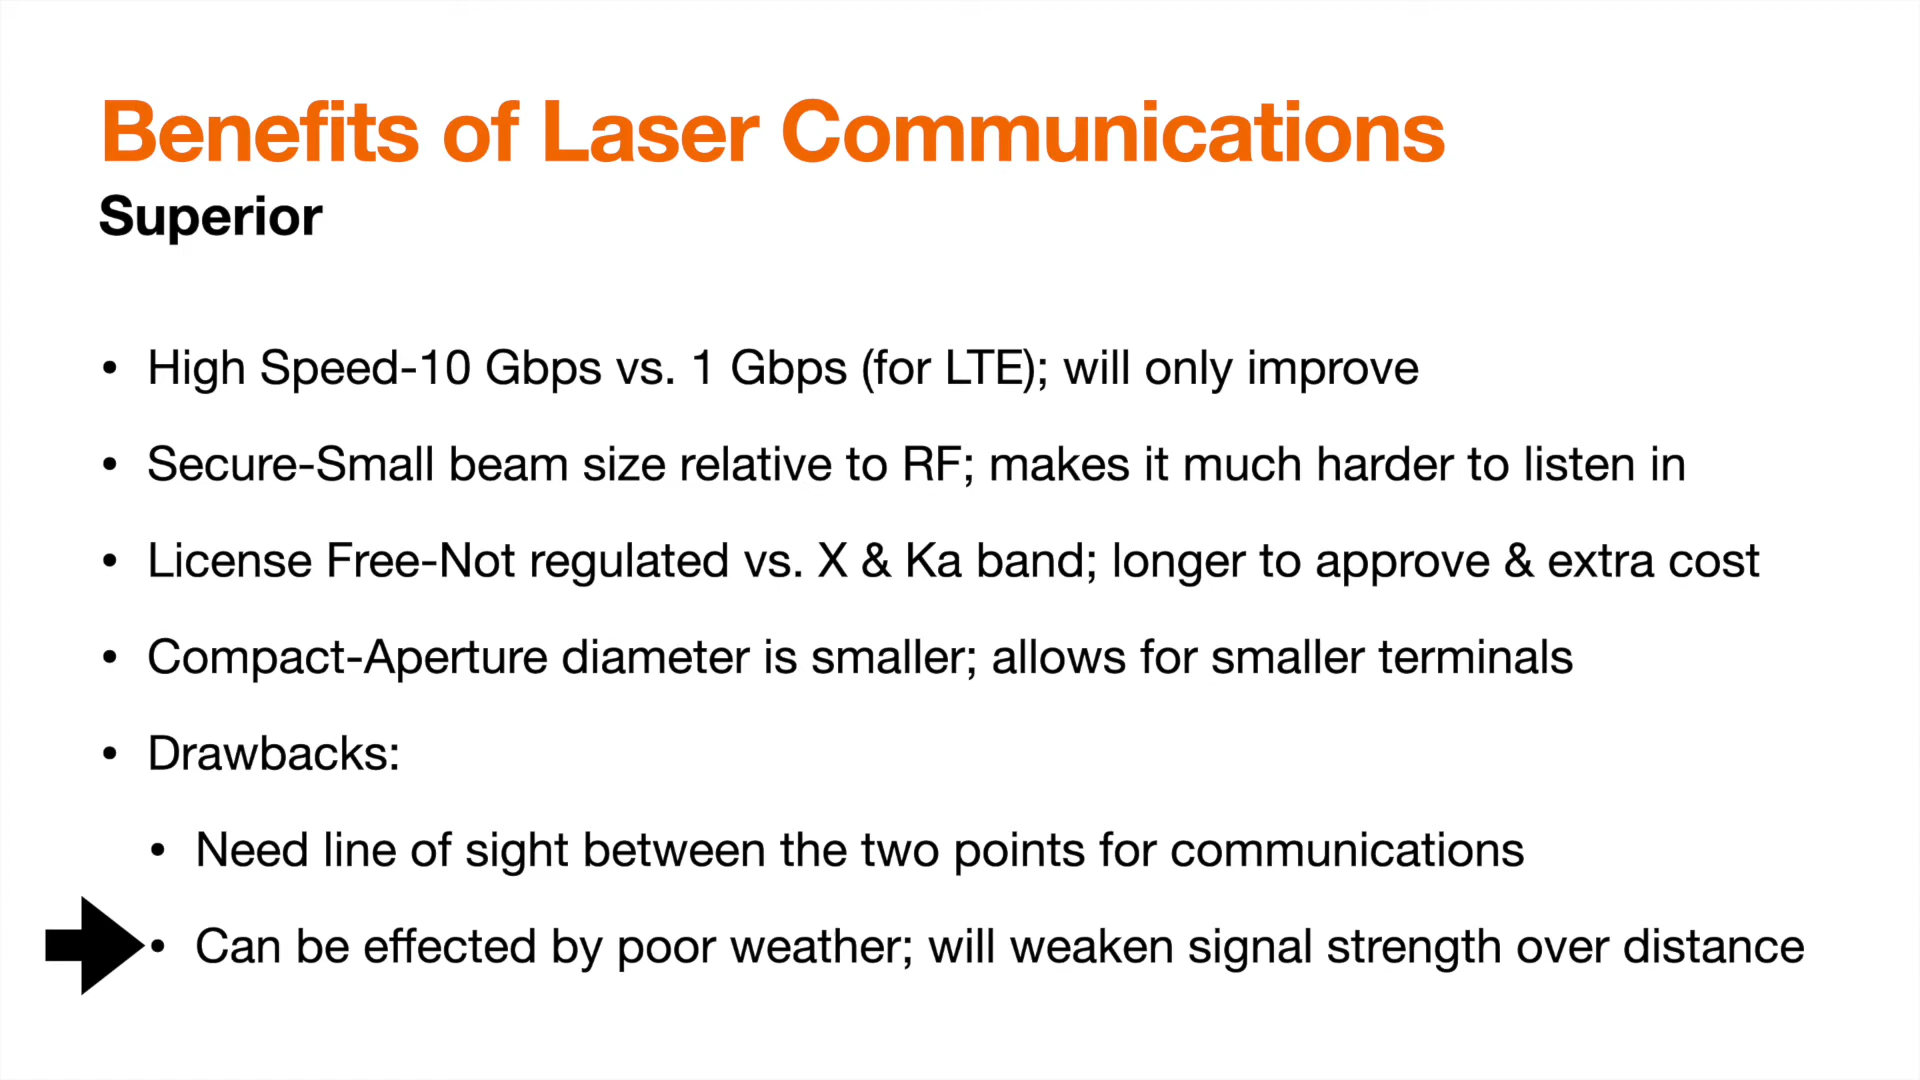 Benefits of Laser Communications
Superior
• High Speed-10 Gbps vs. 1 Gbps (for LTE); will only improve
• Secure-Small beam size relative to RF; makes it much harder to listen in
• License Free-Not regulated vs. X & Ka band; longer to approve & extra cost
• Compact-Aperture diameter is smaller; allows for smaller terminals
• Drawbacks:
• Need line of sight between the two points for communications
• Can be effected by poor weather; will weaken signal strength over distance